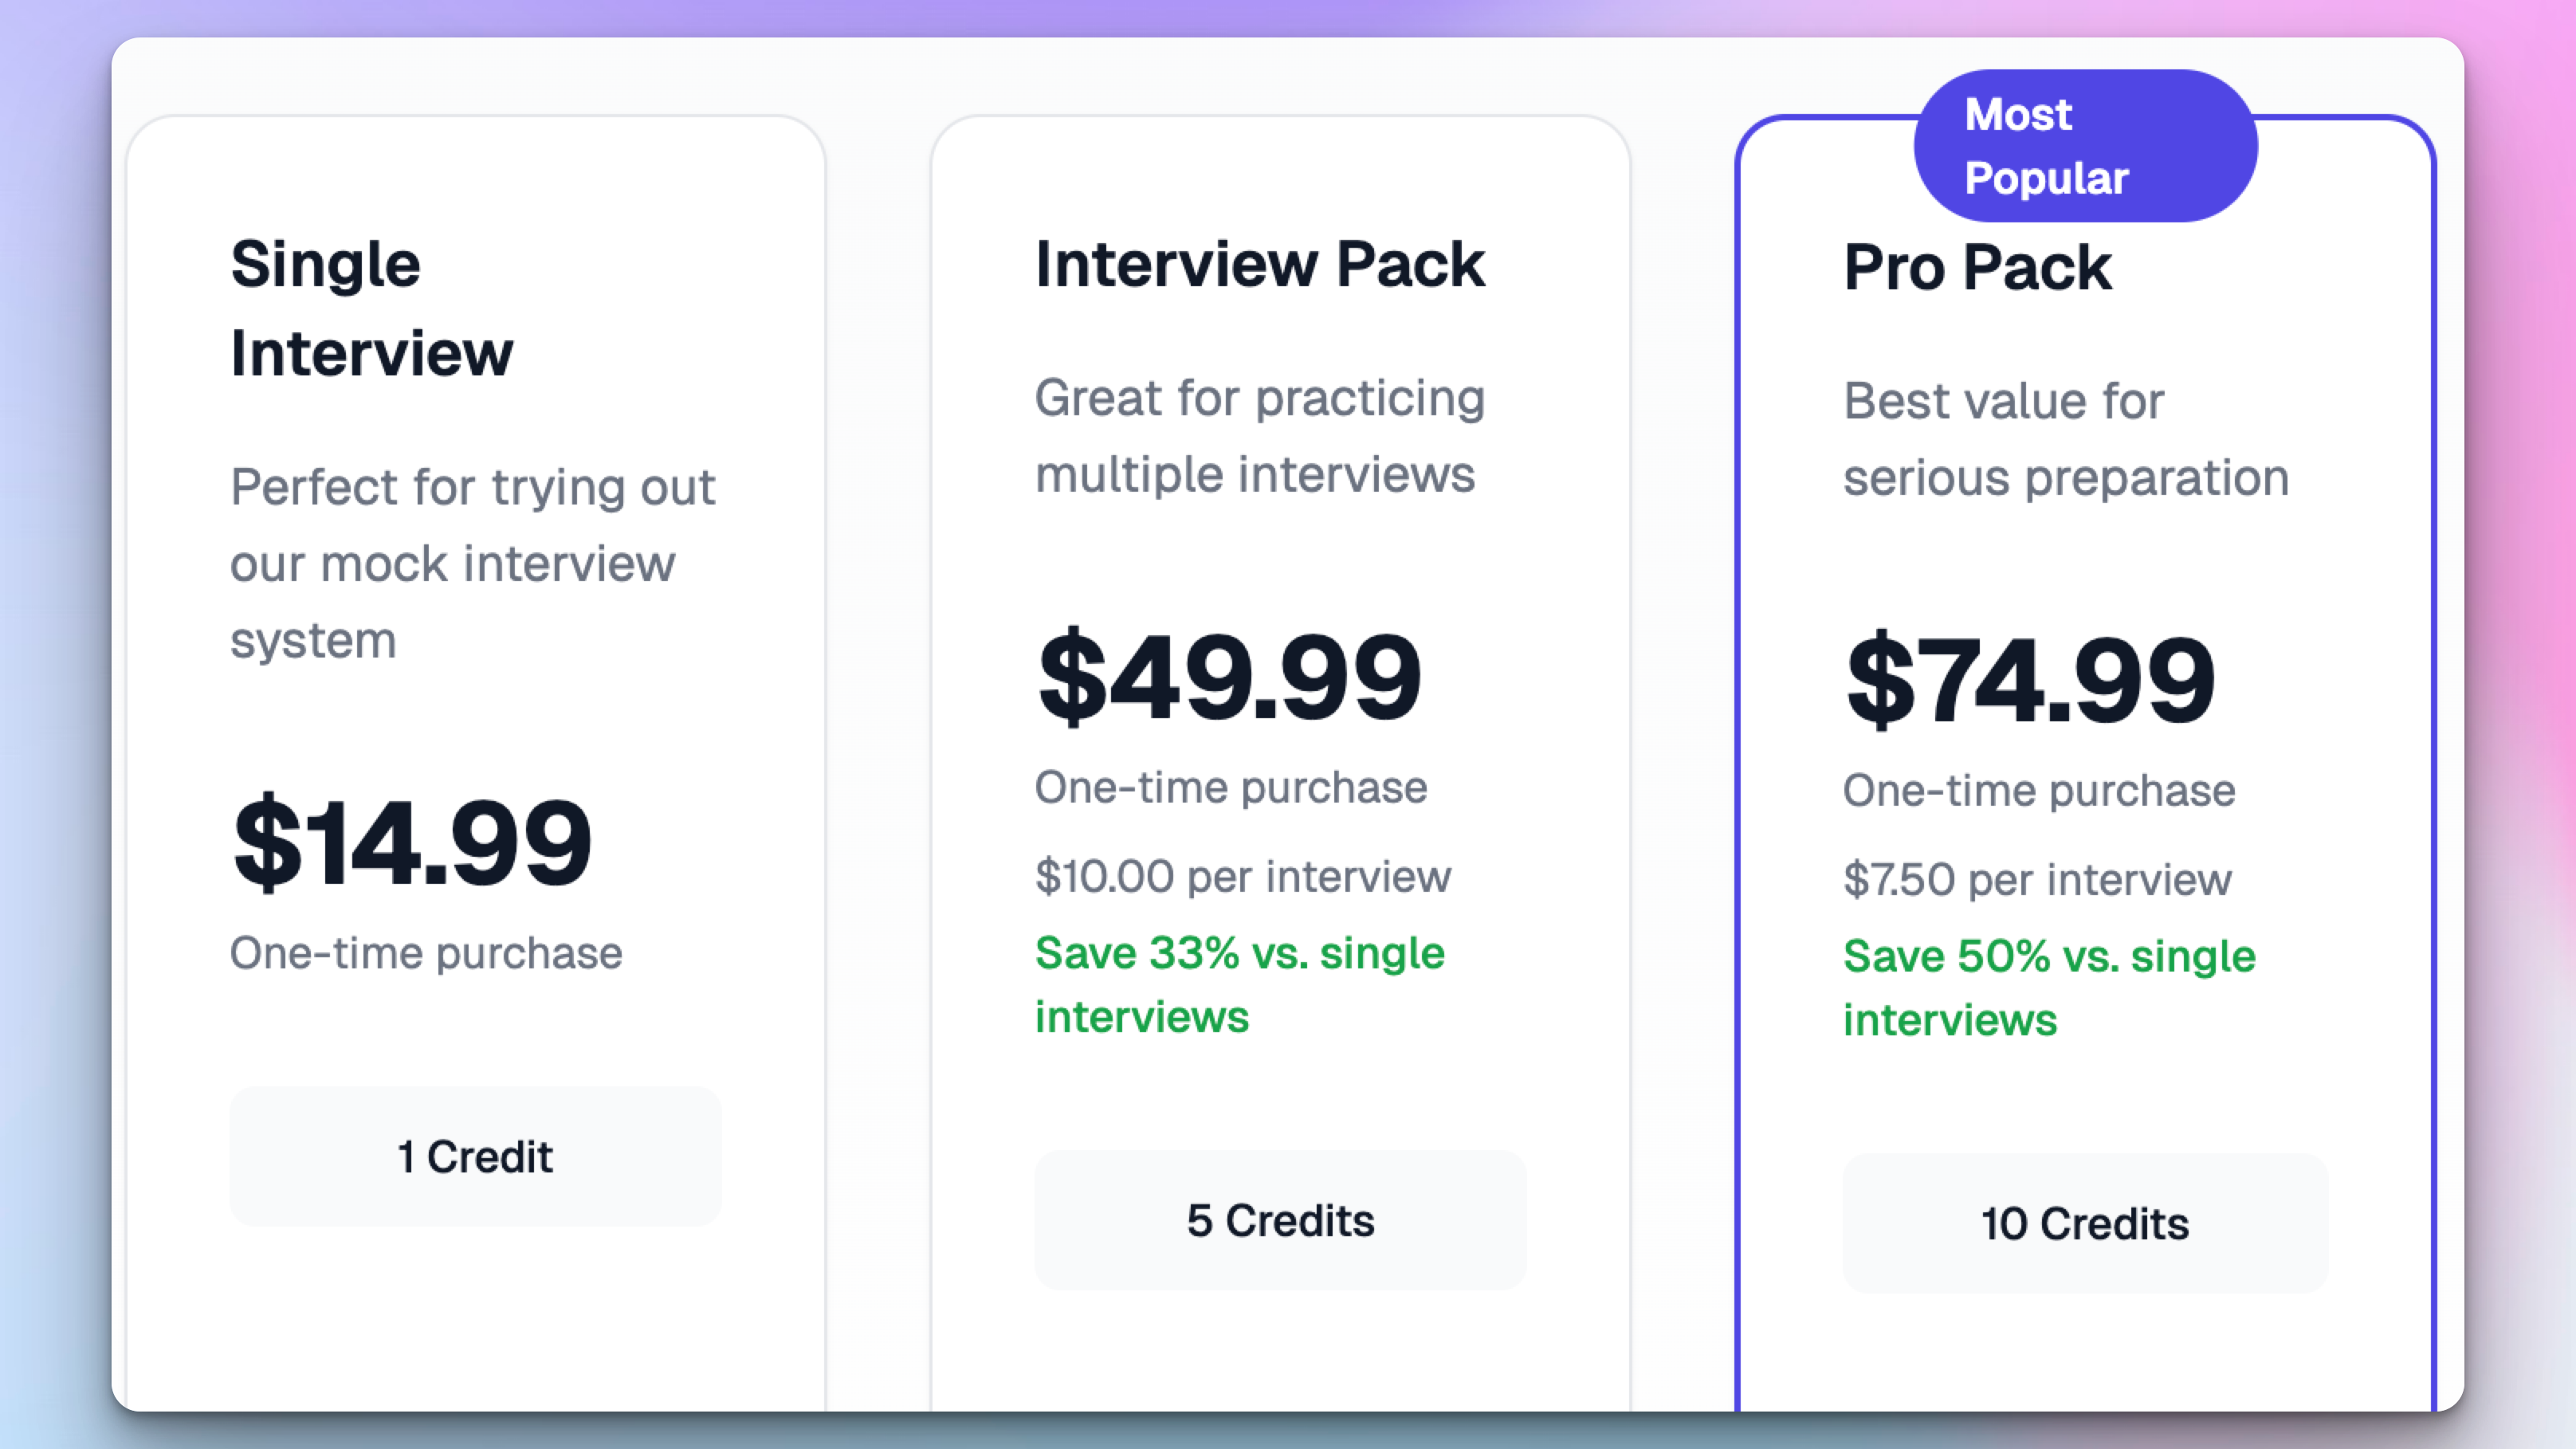 Single
Interview
Perfect for trying out
our mock interview
system
$14.99
One-time purchase
1 Credit
Interview Pack
Great for practicing
multiple interviews
$49.99
One-time purchase
$10.00 per interview
Save 33% vs. single
interviews
5 Credits
Most
Popular
Pro Pack
Best value for
serious preparation
$74.99
One-time purchase
$7.50 per interview
Save 50% vs. single
interviews
10 Credits